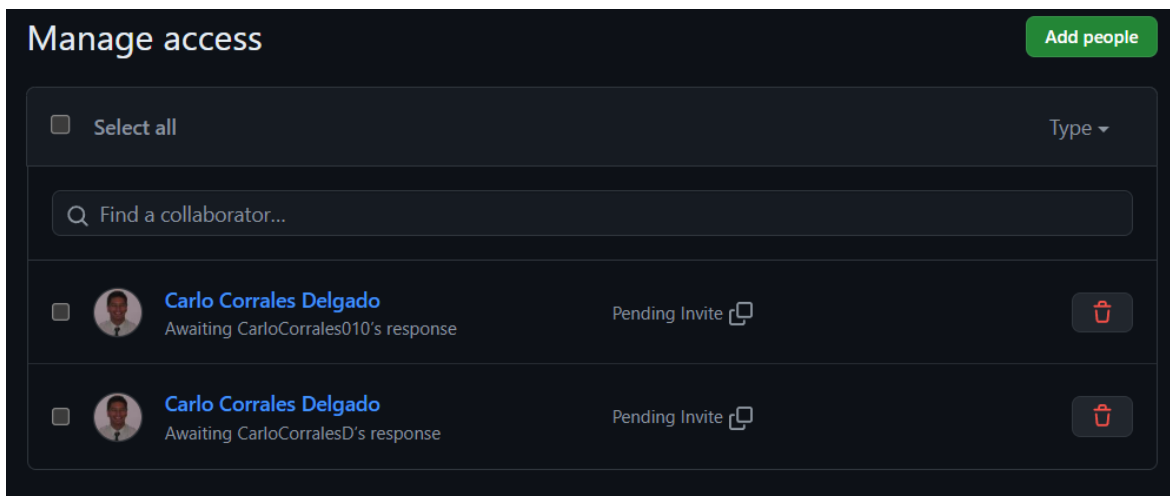 Manage access
Add people
Select all
Type
Find a collaborator...
Carlo Corrales Delgado
Awaiting CarloCorrales010's response
Pending Invite
Carlo Corrales Delgado
Awaiting CarloCorralesD's response
Pending Invite